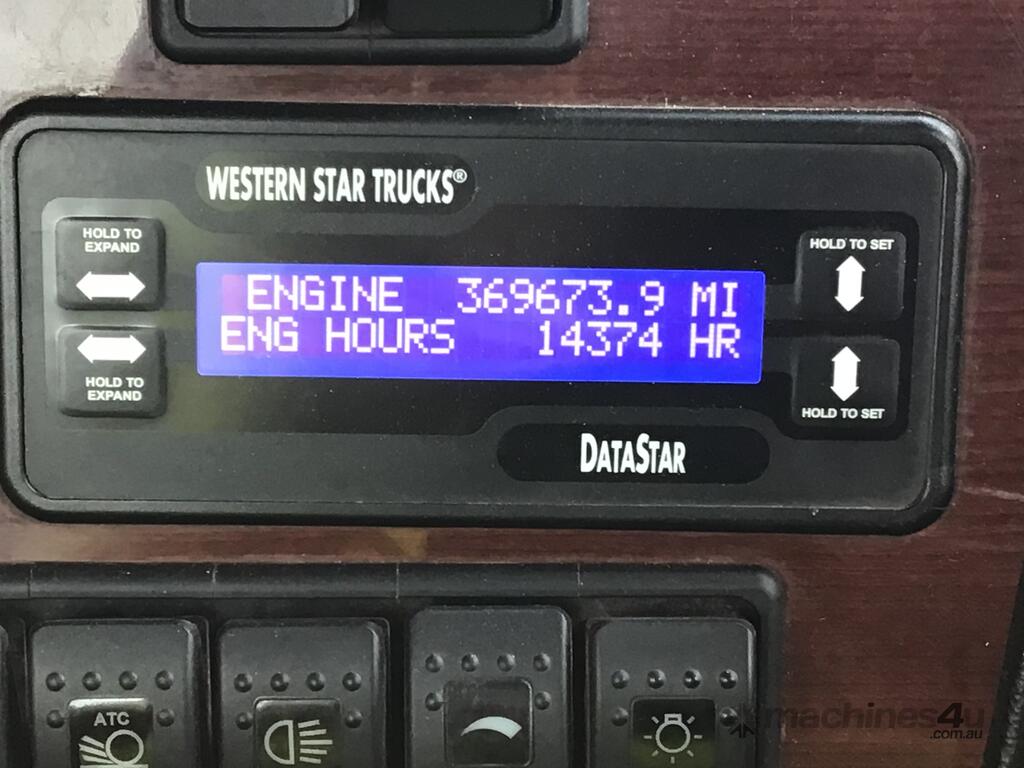 WESTERN STAR TRUCKS®
HOLD TO
EXPAND
HOLD TO SET
ENGINE 369673.9 MI
ENG HOURS 14374 HR
HOLD TO
EXPAND
HOLD TO SET
DATASTAR
ATC
machines4u
.com.au